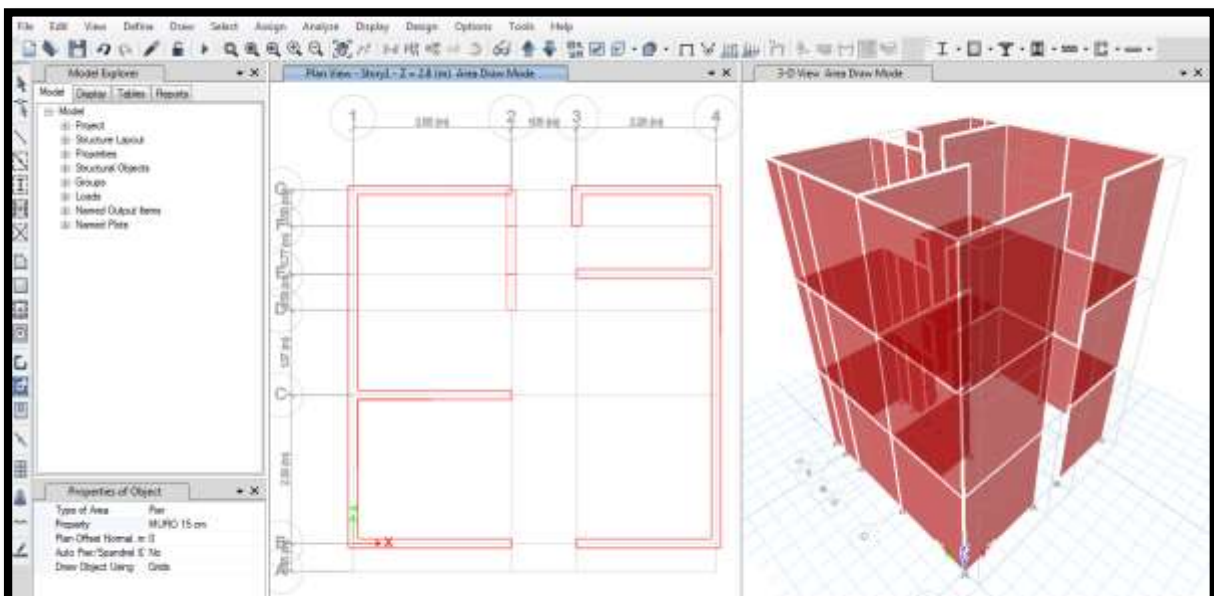 File Edit View Define Draw Select Assign Analyze Display Design Options Tools Help
Model Explorer
Model Display Tables Reports
Model
Project
Structure Layout
Properties
Structural Objects
Groups
Loads
Named Output Items
Named Plots
Properties of Object
Type of Area Pier
Property MURO 15 cm
Plan Offset Normal, m 0
Auto Pier/Spandrel ID No
Draw Object Using Grids
Plan View - Story1 - Z = 2.8 (m) Area Draw Mode
1 2 3 4
G
F
E
D
C
B
A
X
3-D View Area Draw Mode